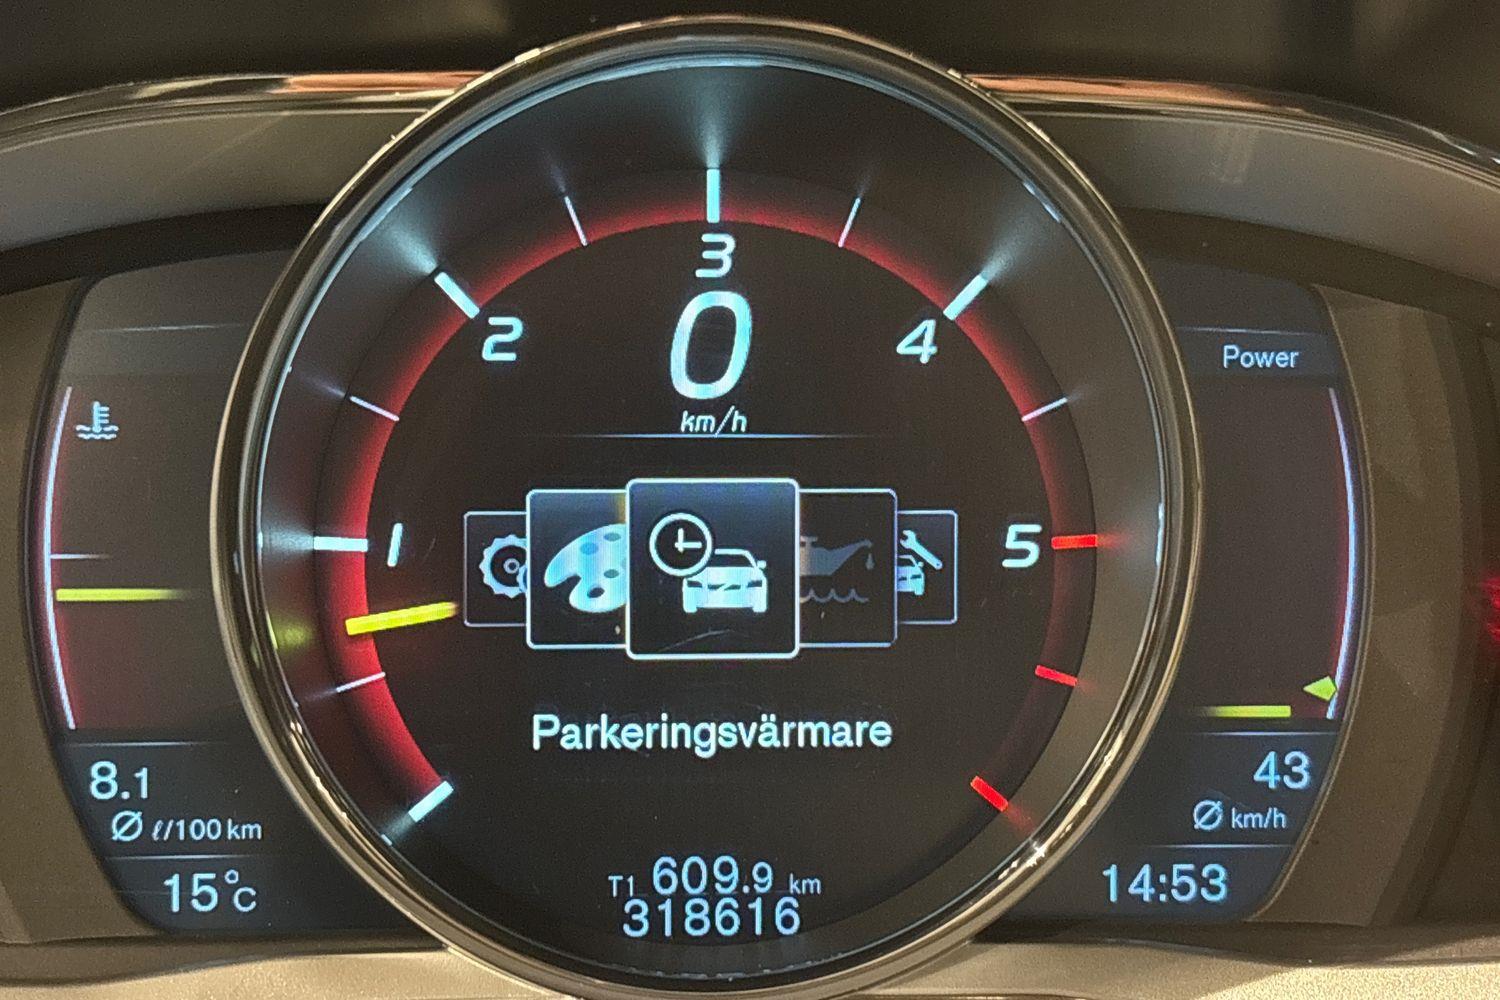 3
2
4
0
km/h
1
5
Power
Parkeringsvärmare
8.1
Ø ℓ/100 km
15°C
T1 609.9 km
318616
43
Ø km/h
14:53